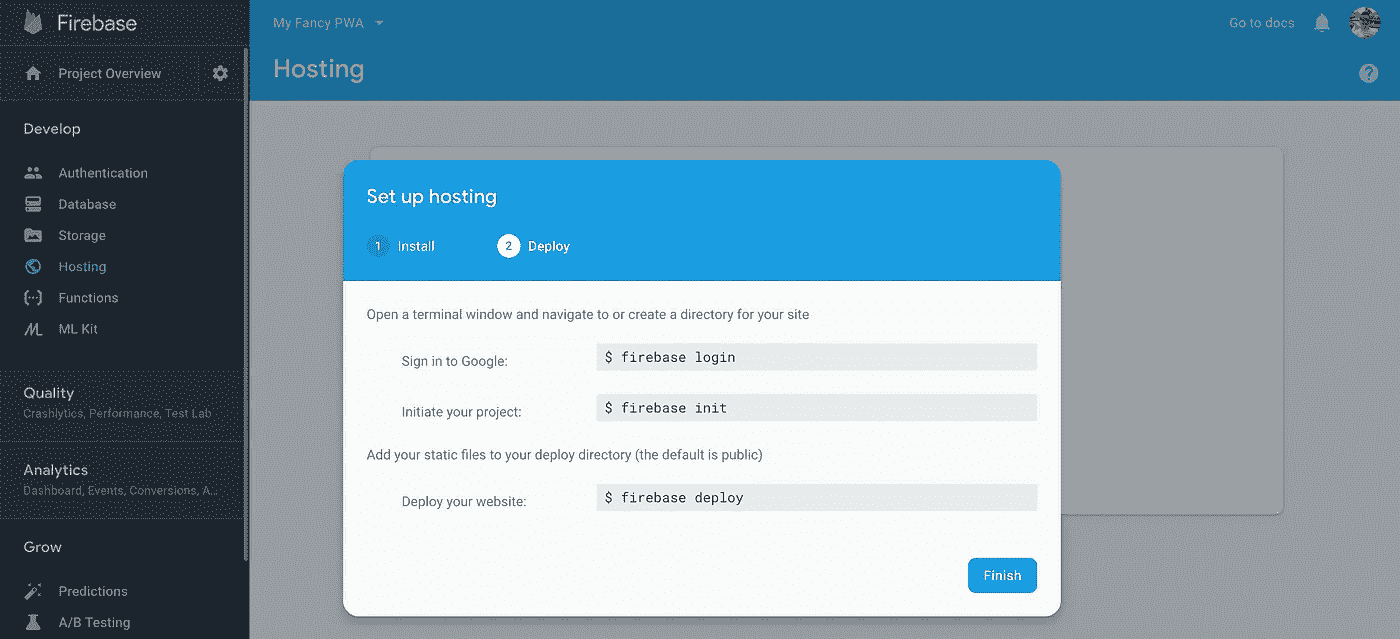 Firebase
Project Overview
Develop
Authentication
Database
Storage
Hosting
Functions
ML Kit
Quality
Crashlytics, Performance, Test Lab
Analytics
Dashboard, Events, Conversions, A...
Grow
Predictions
A/B Testing
My Fancy PWA
Go to docs
Hosting
?
Set up hosting
1 Install
2 Deploy
Open a terminal window and navigate to or create a directory for your site
Sign in to Google: $ firebase login
Initiate your project: $ firebase init
Add your static files to your deploy directory (the default is public)
Deploy your website: $ firebase deploy
Finish